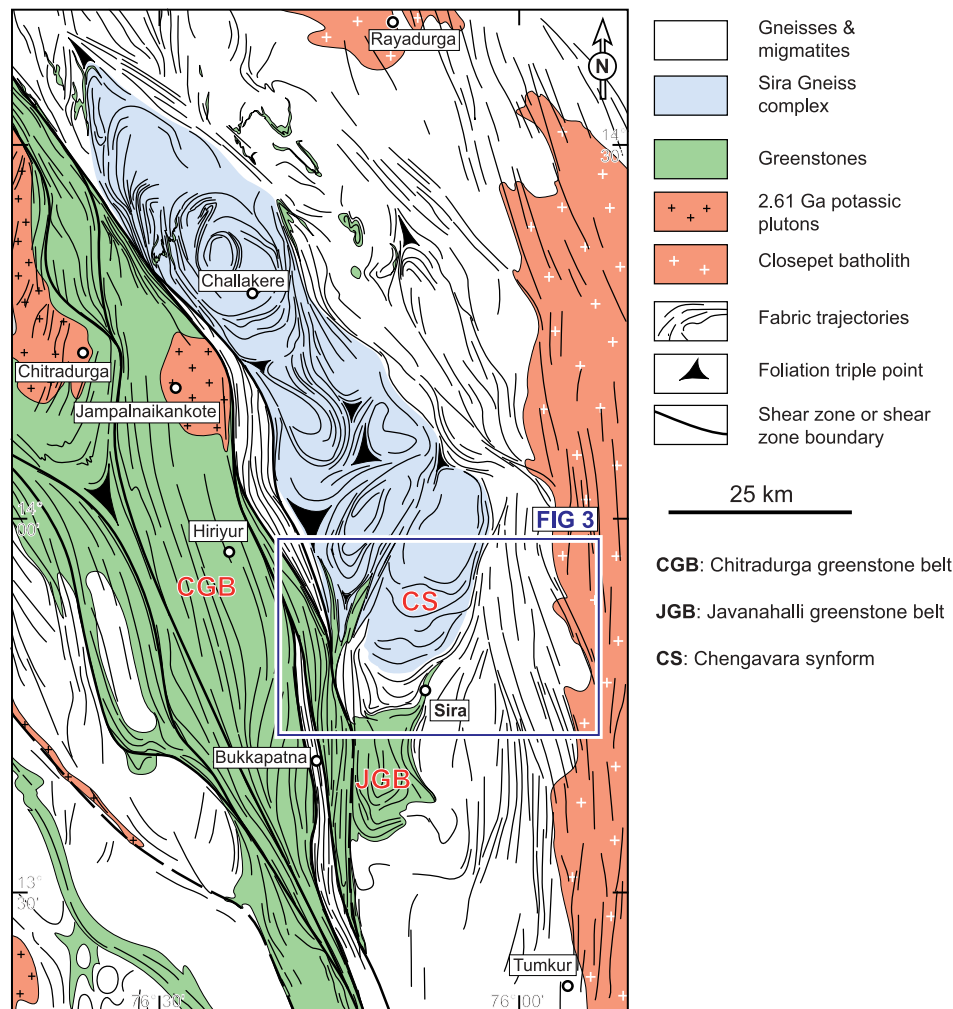 Rayadurga
N
14°
30'
Challakere
Chitradurga
Jampalnaikankote
14°
00'
Hiriyur
FIG 3
CGB
CS
Sira
Bukkapatna
JGB
13°
30'
Tumkur
76° 30'
76° 00'
Gneisses &
migmatites
Sira Gneiss
complex
Greenstones
2.61 Ga potassic
plutons
Closepet batholith
Fabric trajectories
Foliation triple point
Shear zone or shear
zone boundary
25 km
CGB: Chitradurga greenstone belt
JGB: Javanahalli greenstone belt
CS: Chengavara synform